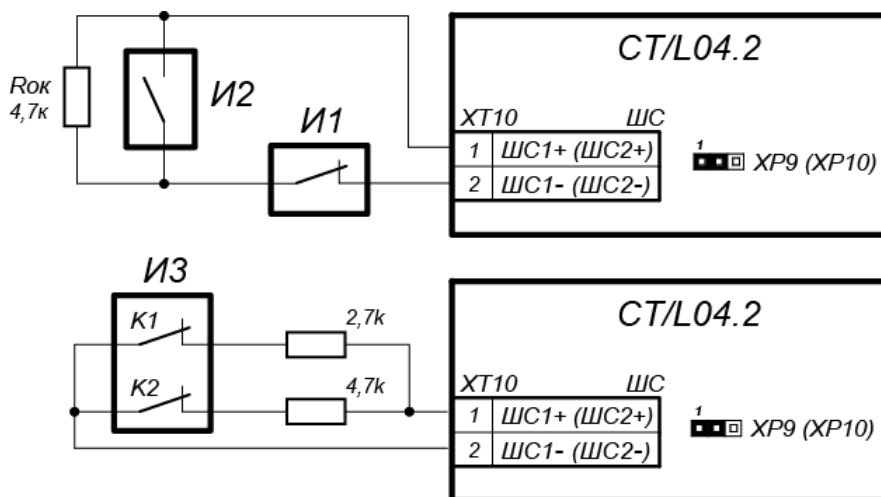 CT/L04.2
Rок
4,7к
И2
И1
XT10 ШС
1 ШС1+ (ШС2+)
2 ШС1- (ШС2-)
1
XP9 (XP10)
И3
K1
2,7k
K2
4,7k
CT/L04.2
XT10 ШС
1 ШС1+ (ШС2+)
2 ШС1- (ШС2-)
1
XP9 (XP10)